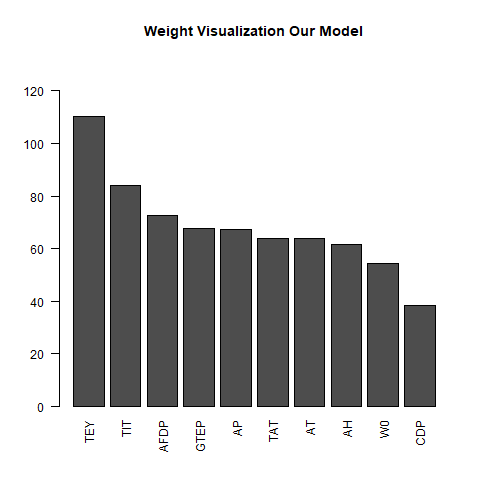 Weight Visualization Our Model
120
100
80
60
40
20
0
TEY
TIT
AFDP
GTEP
AP
TAT
AT
AH
W0
CDP